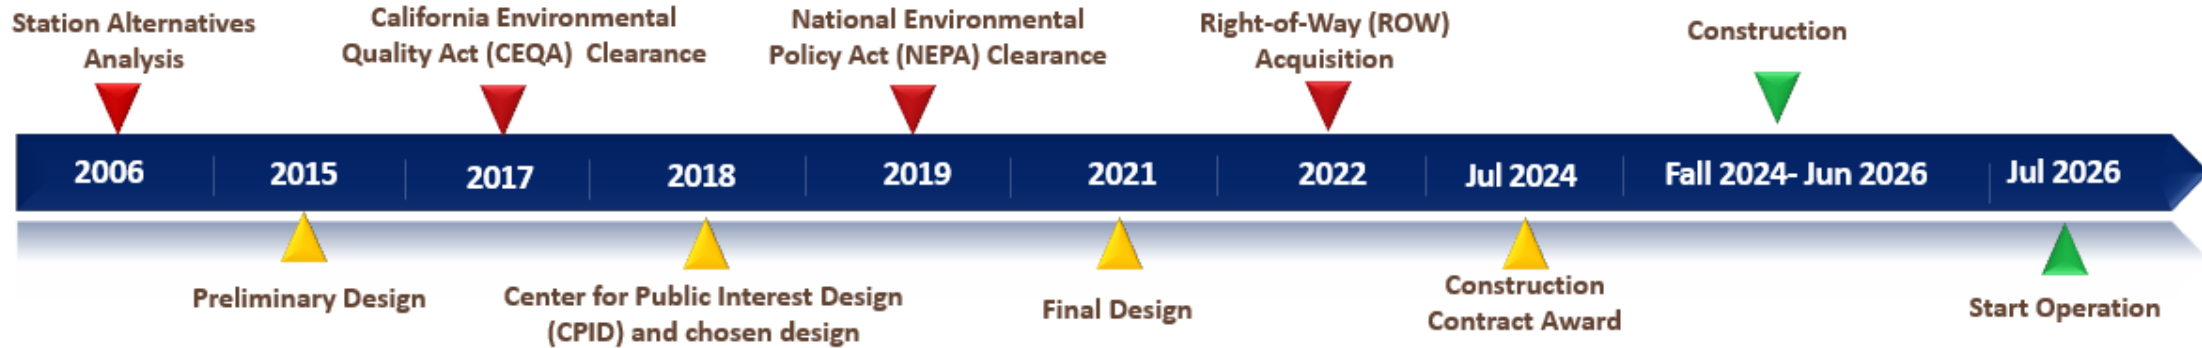 Station Alternatives
Analysis
California Environmental
Quality Act (CEQA) Clearance
National Environmental
Policy Act (NEPA) Clearance
Right-of-Way (ROW)
Acquisition
Construction
2006
2015
2017
2018
2019
2021
2022
Jul 2024
Fall 2024- Jun 2026
Jul 2026
Preliminary Design
Center for Public Interest Design
(CPID) and chosen design
Final Design
Construction
Contract Award
Start Operation